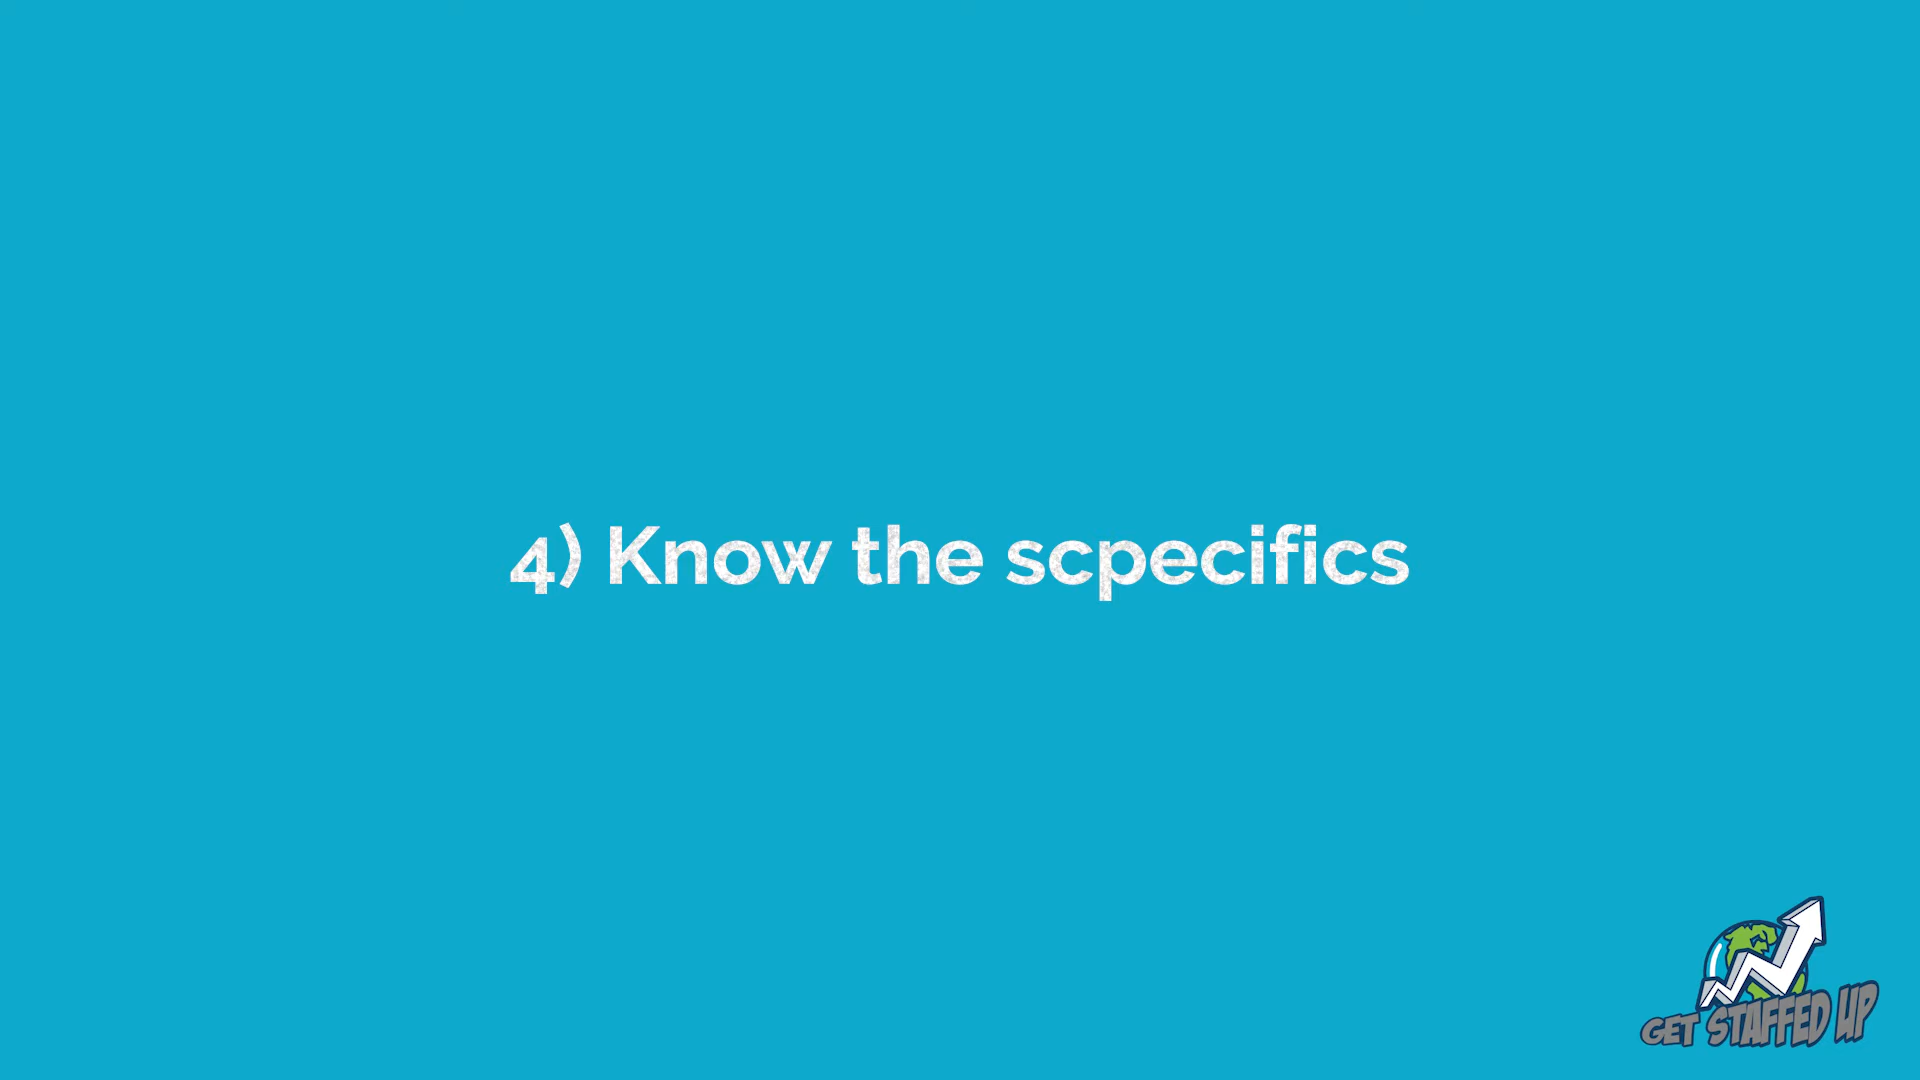 4) Know the scpecifics
GET STAFFED UP